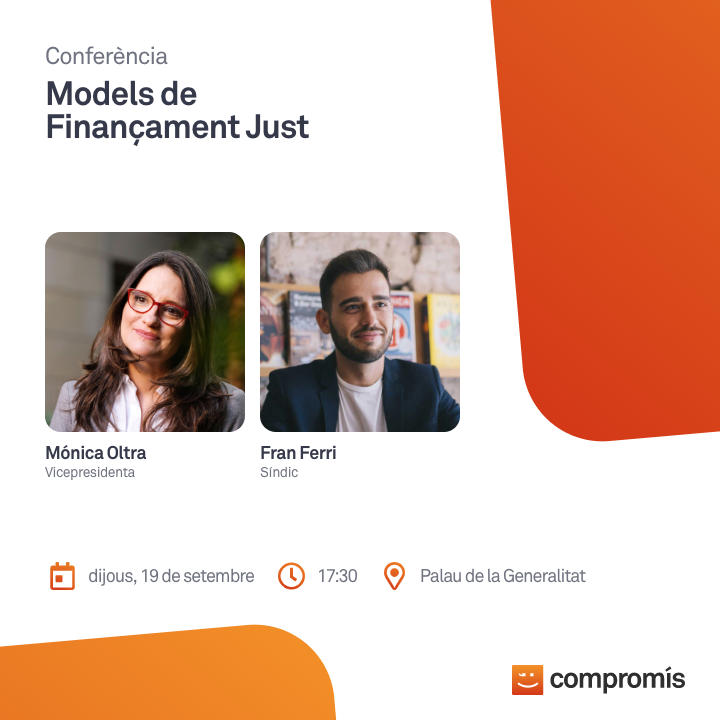 Conferència
Models de
Finançament Just
Mónica Oltra
Vicepresidenta
Fran Ferri
Síndic
dijous, 19 de setembre
17:30
Palau de la Generalitat
compromís